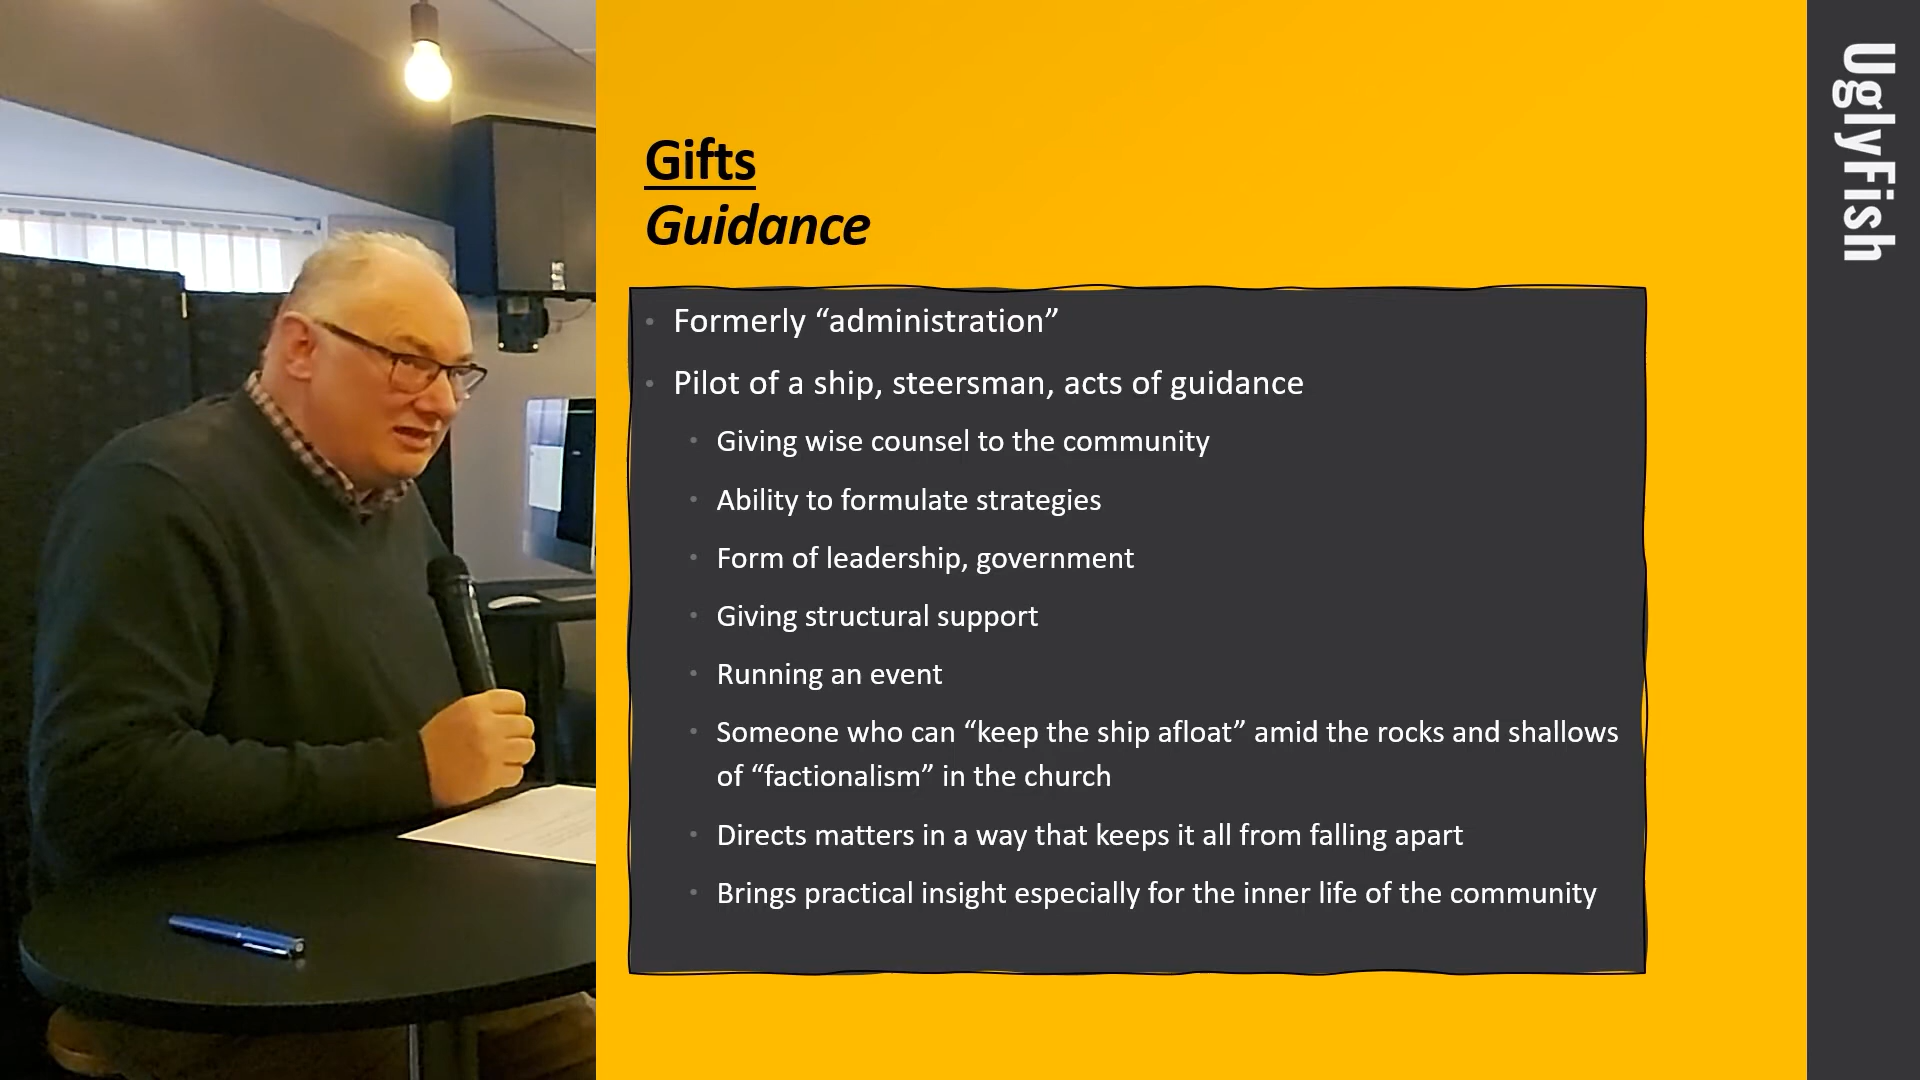 Gifts
Guidance
• Formerly “administration”
• Pilot of a ship, steersman, acts of guidance
• Giving wise counsel to the community
• Ability to formulate strategies
• Form of leadership, government
• Giving structural support
• Running an event
• Someone who can “keep the ship afloat” amid the rocks and shallows
of “factionalism” in the church
• Directs matters in a way that keeps it all from falling apart
• Brings practical insight especially for the inner life of the community
UglyFish